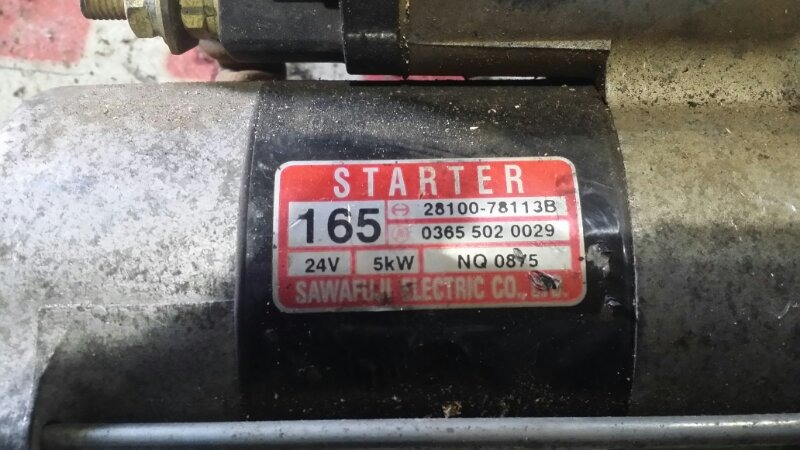 STARTER
165
28100-78113B
0365 502 0029
24V 5kW NQ 0875
SAWAFUJI ELECTRIC CO., LTD.